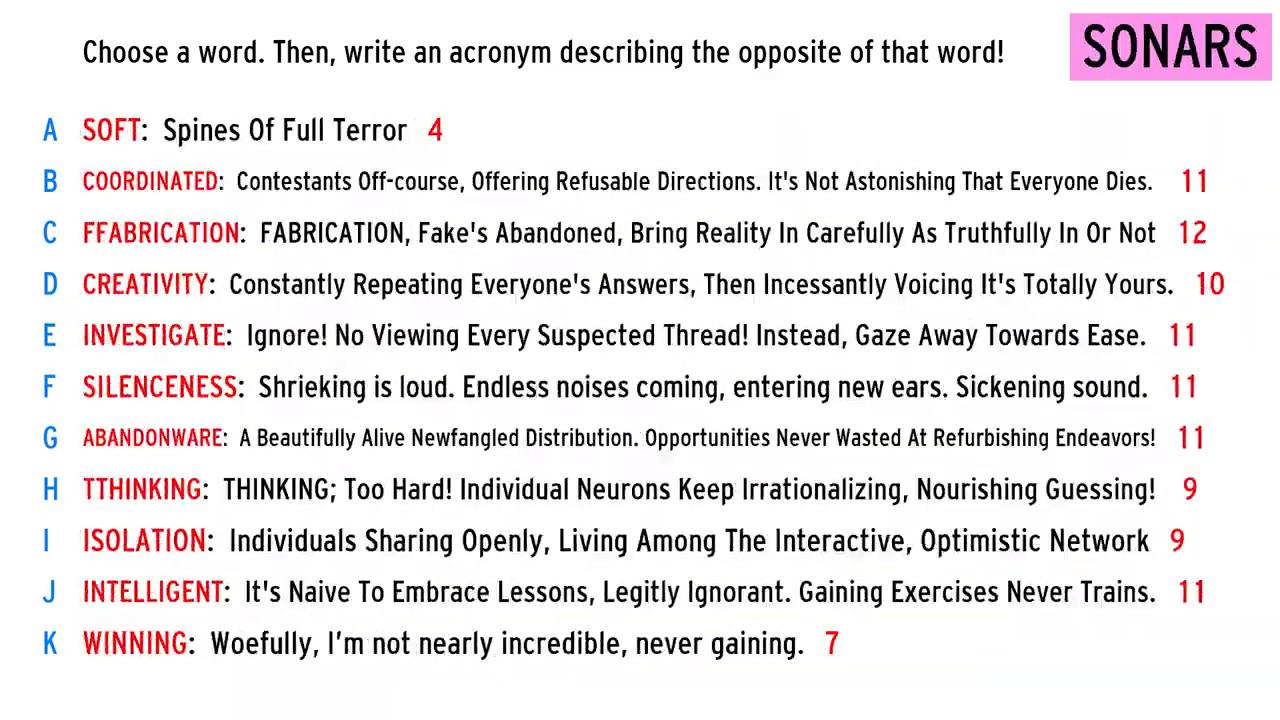 Choose a word. Then, write an acronym describing the opposite of that word!
SONARS
A SOFT: Spines Of Full Terror 4
B COORDINATED: Contestants Off-course, Offering Refusable Directions. It's Not Astonishing That Everyone Dies. 11
C FFABRICATION: FABRICATION, Fake's Abandoned, Bring Reality In Carefully As Truthfully In Or Not 12
D CREATIVITY: Constantly Repeating Everyone's Answers, Then Incessantly Voicing It's Totally Yours. 10
E INVESTIGATE: Ignore! No Viewing Every Suspected Thread! Instead, Gaze Away Towards Ease. 11
F SILENCENESS: Shrieking is loud. Endless noises coming, entering new ears. Sickening sound. 11
G ABANDONWARE: A Beautifully Alive Newfangled Distribution. Opportunities Never Wasted At Refurbishing Endeavors! 11
H TTHINKING: THINKING; Too Hard! Individual Neurons Keep Irrationalizing, Nourishing Guessing! 9
I ISOLATION: Individuals Sharing Openly, Living Among The Interactive, Optimistic Network 9
J INTELLIGENT: It's Naive To Embrace Lessons, Legitly Ignorant. Gaining Exercises Never Trains. 11
K WINNING: Woefully, I’m not nearly incredible, never gaining. 7